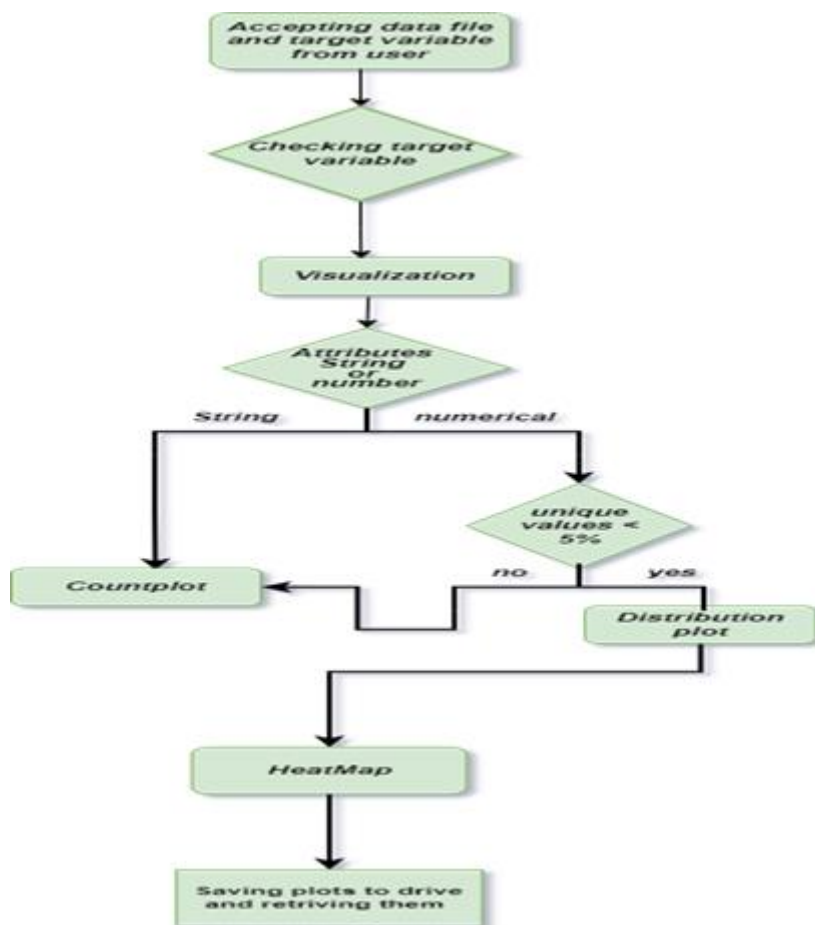 Accepting data file
and target variable
from user
Checking target
variable
Visualization
Attributes
String
or
number
String
numerical
unique
values <
5%
no
yes
Countplot
Distribution
plot
HeatMap
Saving plots to drive
and retriving them